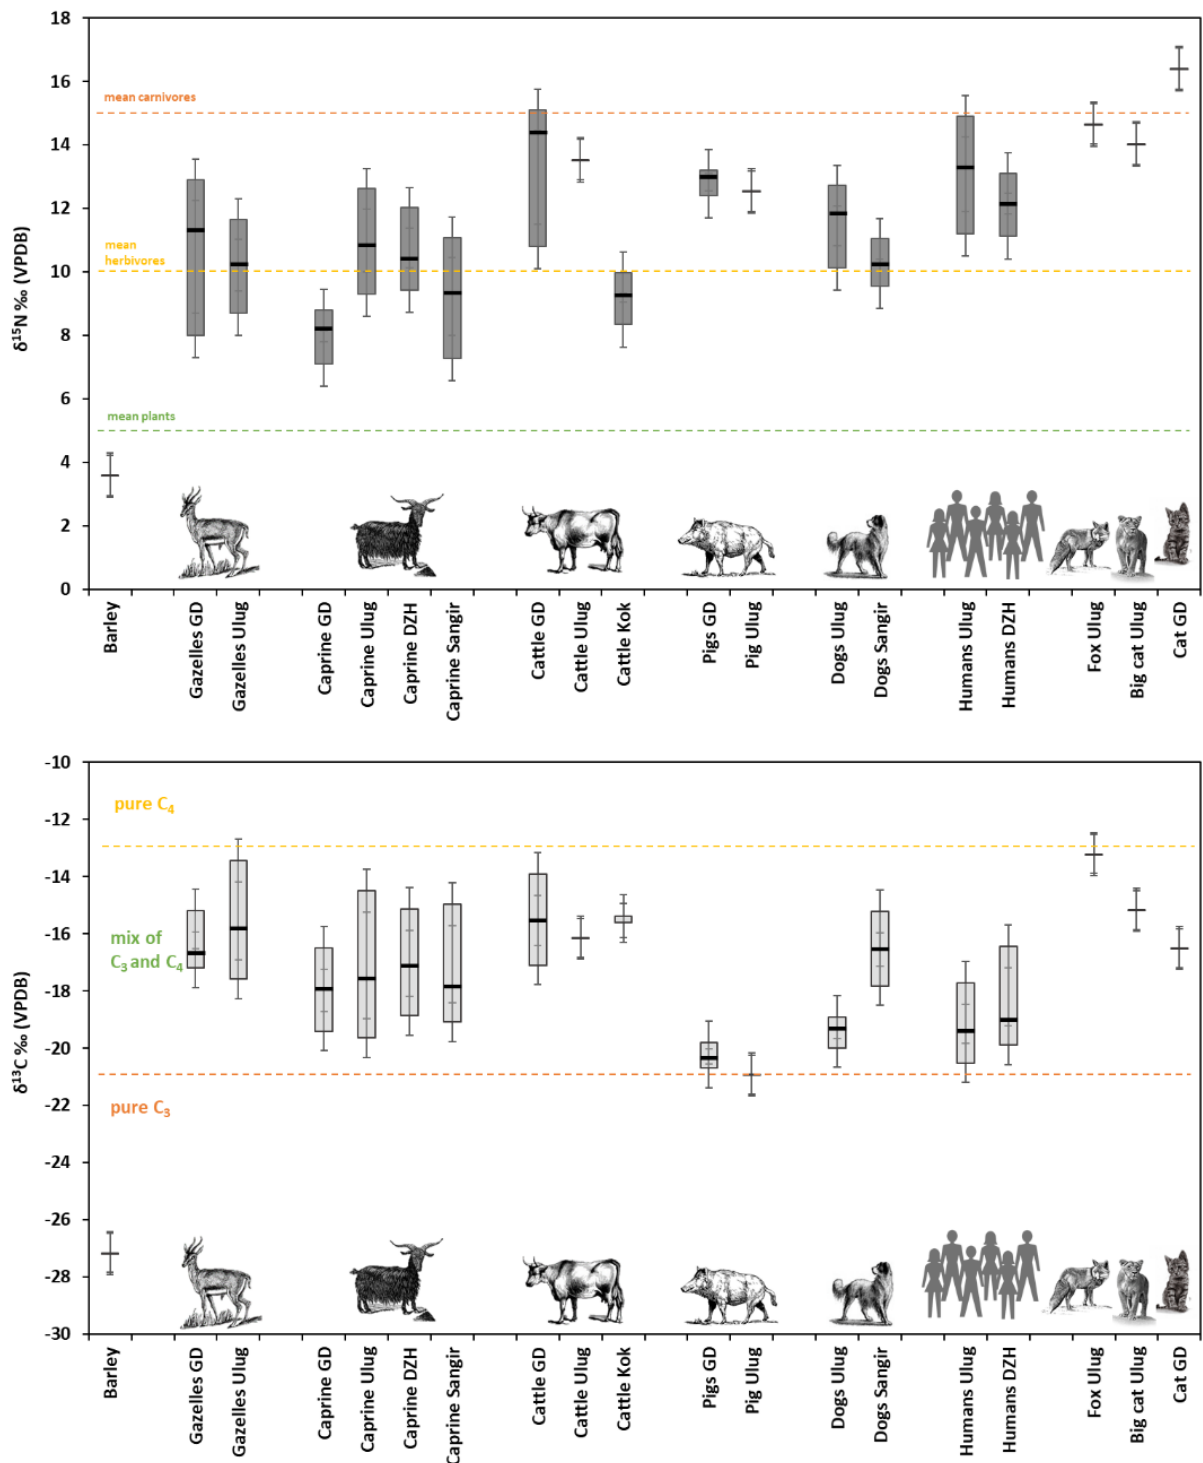 18
16
14
12
10
8
6
4
2
0
δ15N ‰ (VPDB)
mean carnivores
mean
herbivores
mean plants
Barley
Gazelles GD
Gazelles Ulug
Caprine GD
Caprine Ulug
Caprine DZH
Caprine Sangir
Cattle GD
Cattle Ulug
Cattle Kok
Pigs GD
Pig Ulug
Dogs Ulug
Dogs Sangir
Humans Ulug
Humans DZH
Fox Ulug
Big cat Ulug
Cat GD
-10
-12
-14
-16
-18
-20
-22
-24
-26
-28
-30
δ13C ‰ (VPDB)
pure C4
mix of
C3 and C4
pure C3
Barley
Gazelles GD
Gazelles Ulug
Caprine GD
Caprine Ulug
Caprine DZH
Caprine Sangir
Cattle GD
Cattle Ulug
Cattle Kok
Pigs GD
Pig Ulug
Dogs Ulug
Dogs Sangir
Humans Ulug
Humans DZH
Fox Ulug
Big cat Ulug
Cat GD